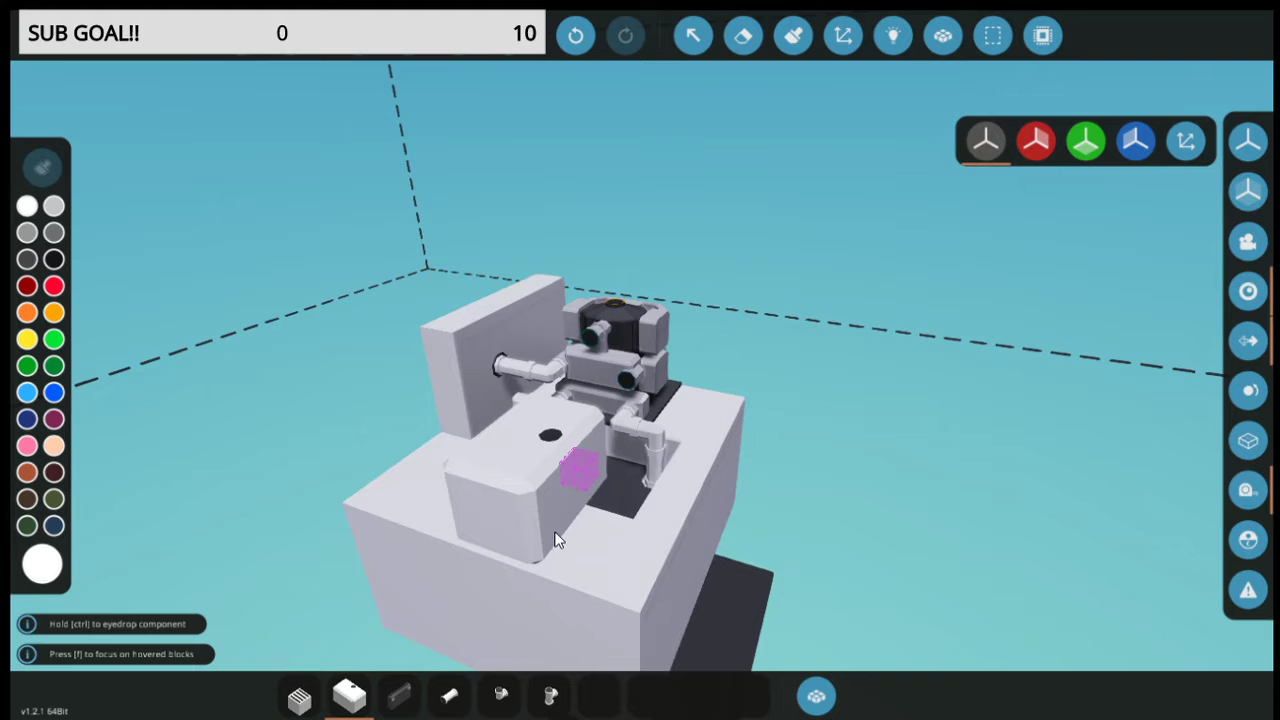 SUB GOAL!! 0 10
Hold [ctrl] to eyedrop component
Press [f] to focus on hovered blocks
v1.2.1 64Bit